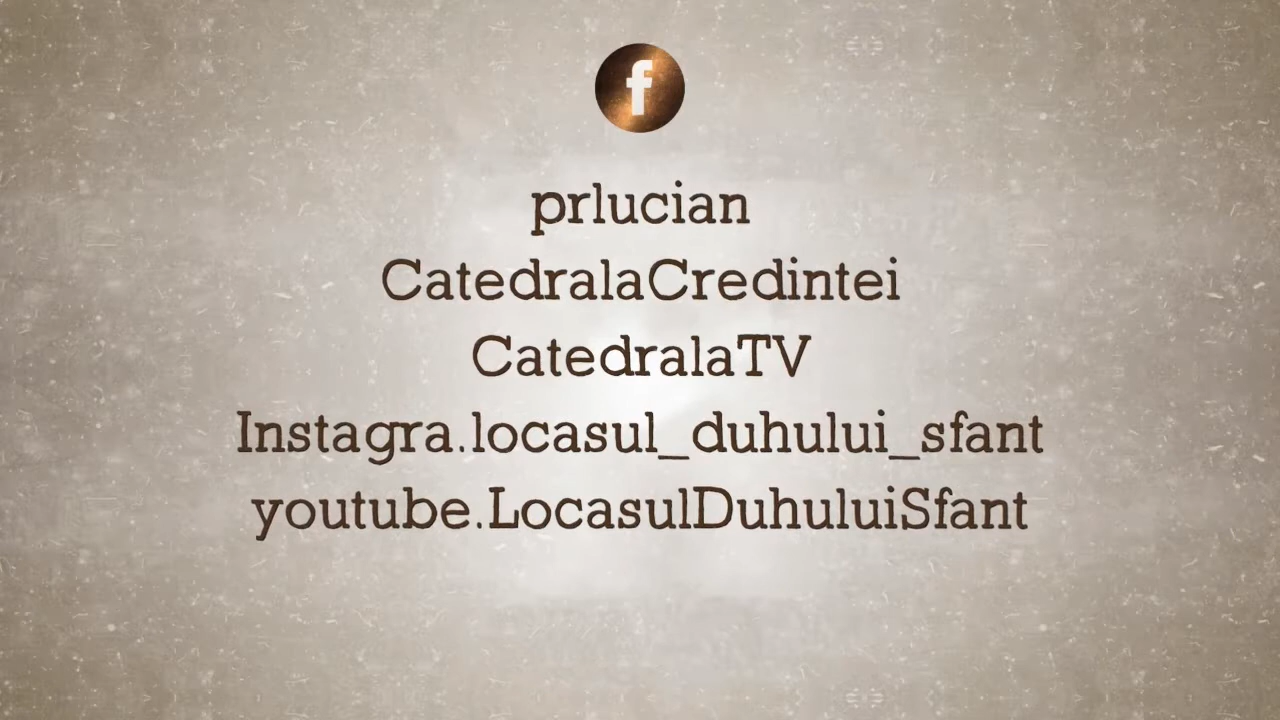 f
prlucian
CatedralaCredintei
CatedralaTV
Instagra.locasul_duhului_sfant
youtube.LocasulDuhuluiSfant